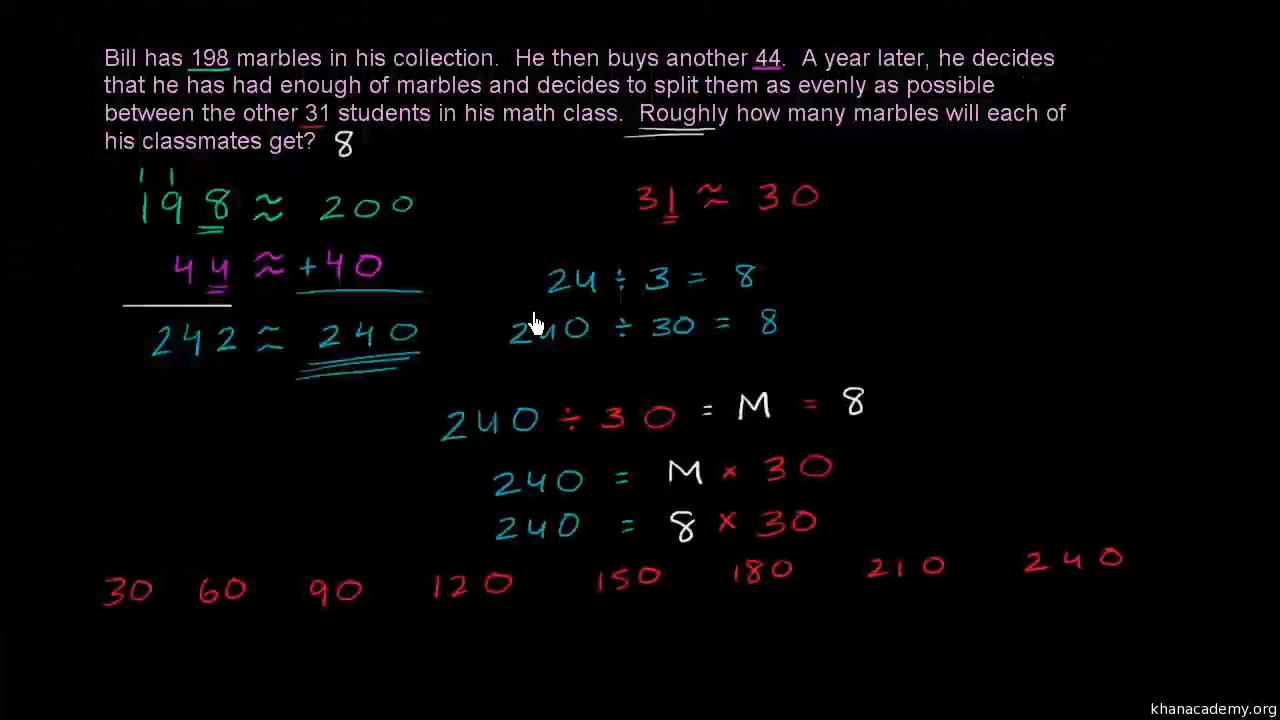 Bill has 198 marbles in his collection. He then buys another 44. A year later, he decides
that he has had enough of marbles and decides to split them as evenly as possible
between the other 31 students in his math class. Roughly how many marbles will each of
his classmates get? 8
1 1
198 ≈ 200
31 ≈ 30
44 ≈ +40
24 ÷ 3 = 8
242 ≈ 240
240 ÷ 30 = 8
240 ÷ 30 = M = 8
240 = M × 30
240 = 8 × 30
30 60 90 120 150 180 210 240
khanacademy.org